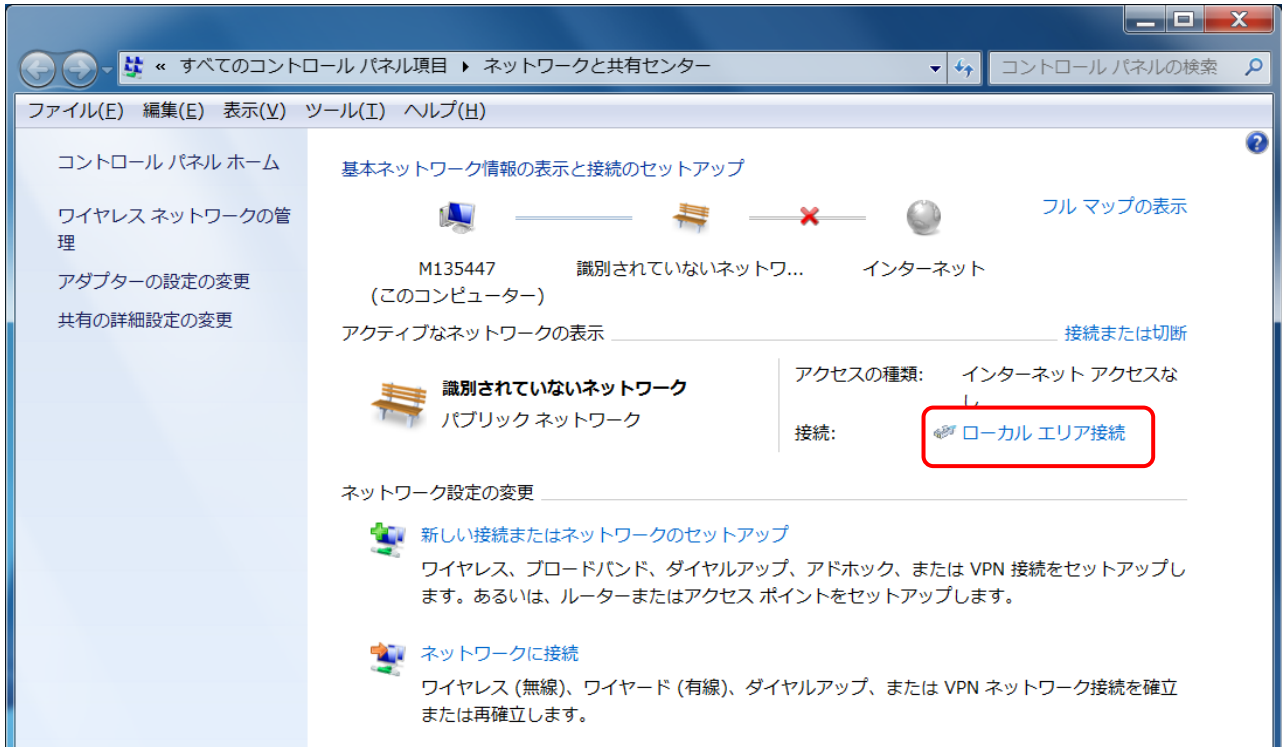 « すべてのコントロール パネル項目 ▸ ネットワークと共有センター
コントロール パネルの検索
ファイル(F) 編集(E) 表示(V) ツール(T) ヘルプ(H)
コントロール パネル ホーム
ワイヤレス ネットワークの管
理
アダプターの設定の変更
共有の詳細設定の変更
基本ネットワーク情報の表示と接続のセットアップ
フル マップの表示
M135447
(このコンピューター)
識別されていないネットワ...
インターネット
アクティブなネットワークの表示
接続または切断
識別されていないネットワーク
パブリック ネットワーク
アクセスの種類: インターネット アクセスな
し
接続: ローカル エリア接続
ネットワーク設定の変更
新しい接続またはネットワークのセットアップ
ワイヤレス、ブロードバンド、ダイヤルアップ、アドホック、または VPN 接続をセットアップし
ます。あるいは、ルーターまたはアクセス ポイントをセットアップします。
ネットワークに接続
ワイヤレス (無線)、ワイヤード (有線)、ダイヤルアップ、または VPN ネットワーク接続を確立
または再確立します。